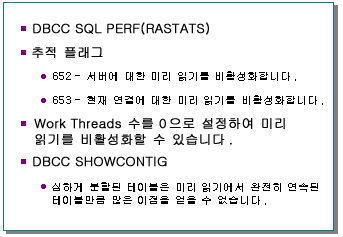 DBCC SQL PERF(RASTATS)
추적 플래그
652 - 서버에 대한 미리 읽기를 비활성화합니다.
653 - 현재 연결에 대한 미리 읽기를 비활성화합니다.
Work Threads 수를 0으로 설정하여 미리
읽기를 비활성화할 수 있습니다.
DBCC SHOWCONTIG
심하게 분할된 테이블은 미리 읽기에서 완전히 연속된
테이블만큼 많은 이점을 얻을 수 없습니다.